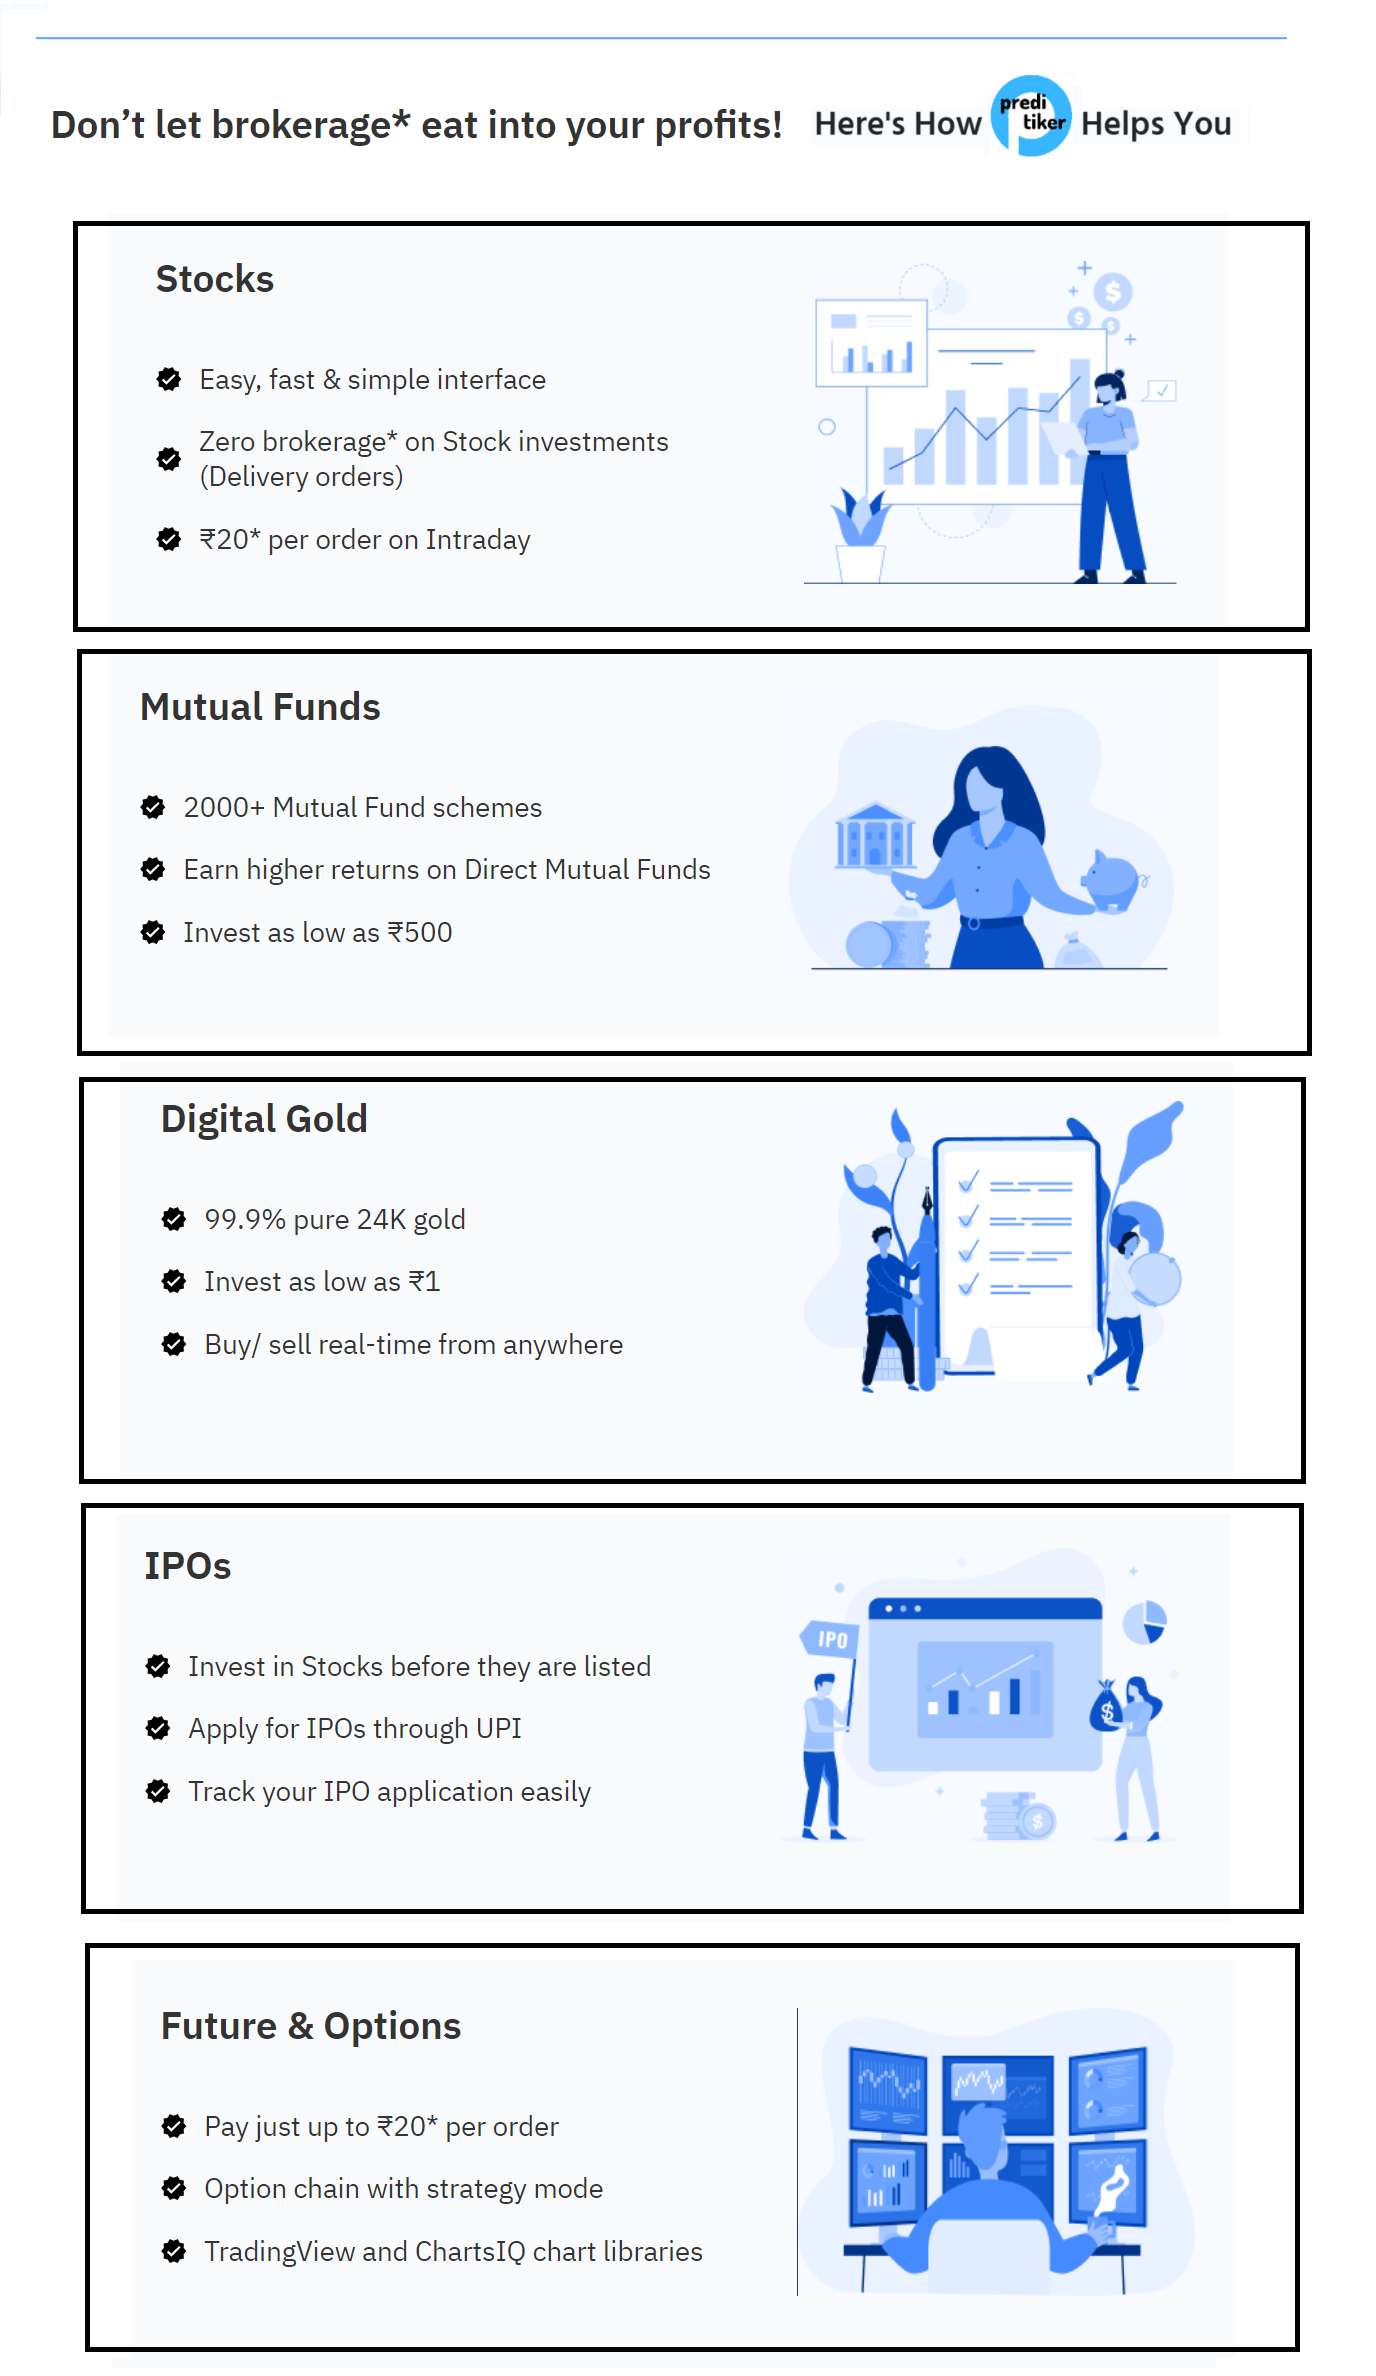 Don’t let brokerage* eat into your profits! Here's How predi tiker Helps You
Stocks
Easy, fast & simple interface
Zero brokerage* on Stock investments
(Delivery orders)
₹20* per order on Intraday
Mutual Funds
2000+ Mutual Fund schemes
Earn higher returns on Direct Mutual Funds
Invest as low as ₹500
Digital Gold
99.9% pure 24K gold
Invest as low as ₹1
Buy/ sell real-time from anywhere
IPOs
IPO
Invest in Stocks before they are listed
Apply for IPOs through UPI
Track your IPO application easily
Future & Options
Pay just up to ₹20* per order
Option chain with strategy mode
TradingView and ChartsIQ chart libraries